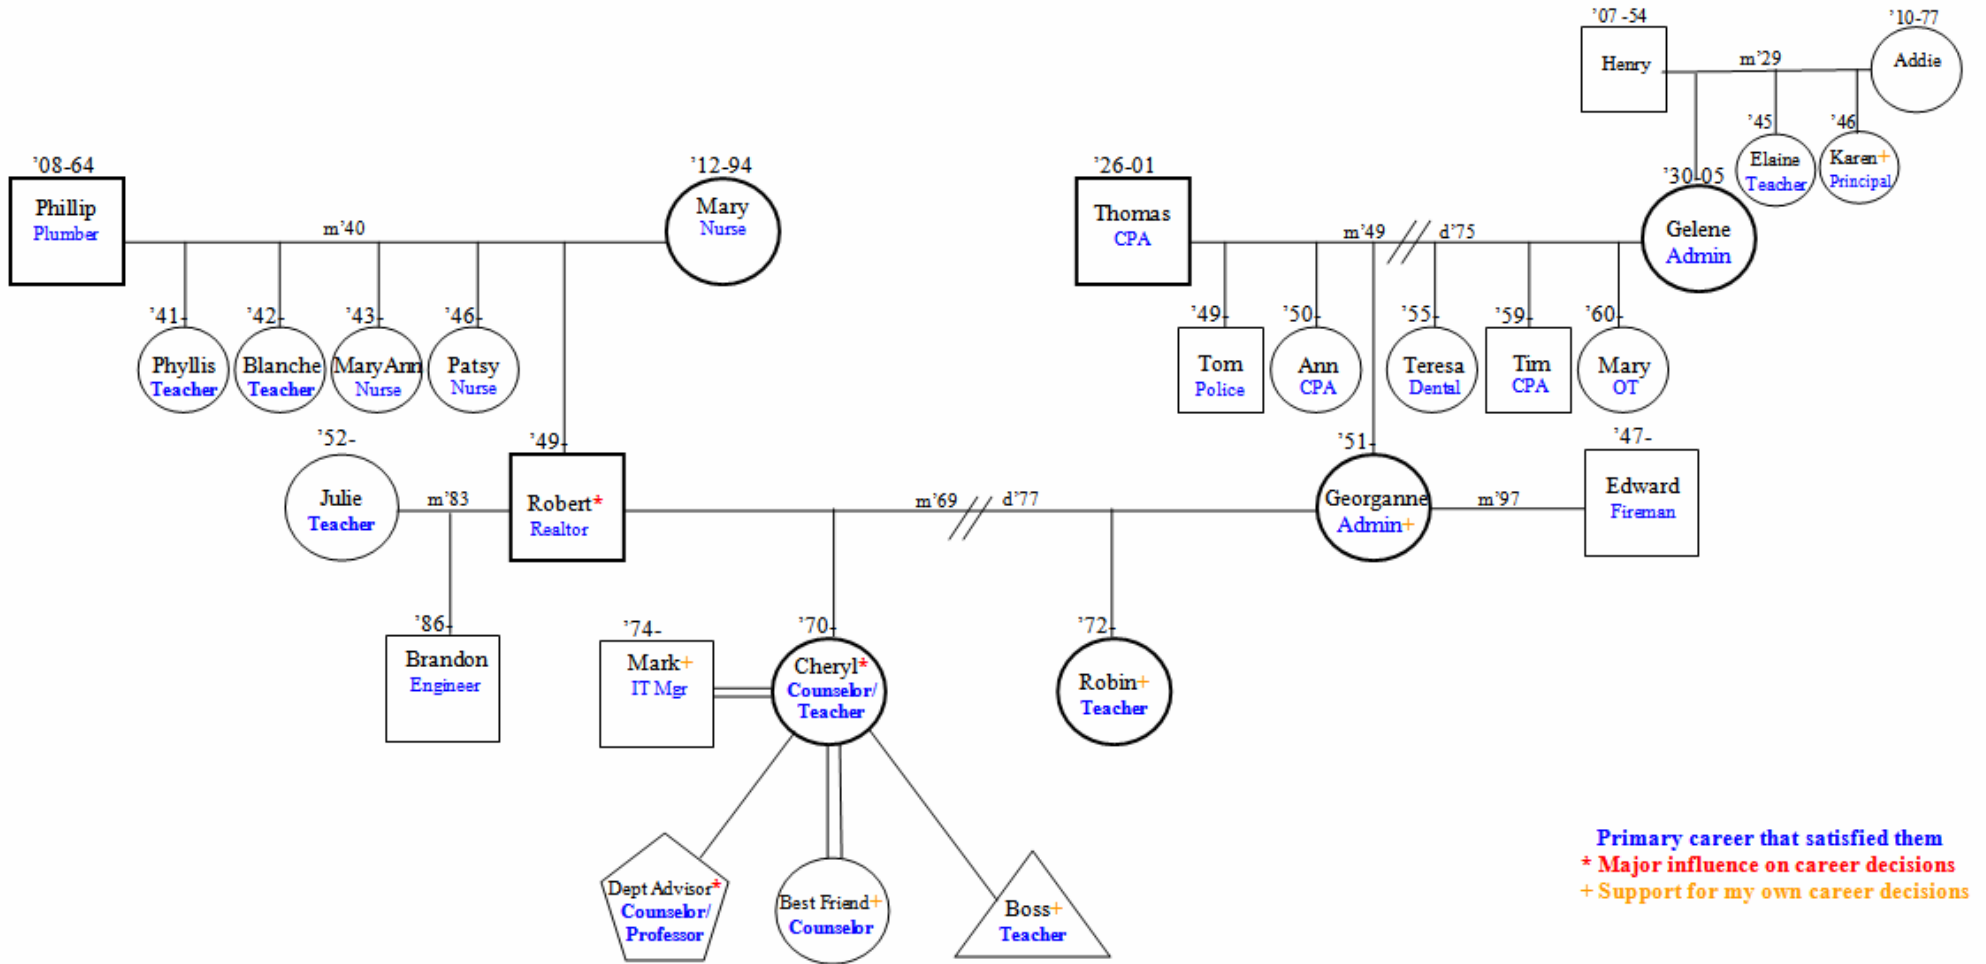 '07 -54
'10-77
Henry
m'29
Addie
'45
'46
Elaine
Teacher
Karen+
Principal
'08-64
'12-94
'26-01
'30-05
Phillip
Plumber
m'40
Mary
Nurse
Thomas
CPA
m'49
d'75
Gelene
Admin
'41-
'42-
'43-
'46-
'49-
'50-
'55-
'59-
'60-
Phyllis
Teacher
Blanche
Teacher
MaryAnn
Nurse
Patsy
Nurse
Tom
Police
Ann
CPA
Teresa
Dental
Tim
CPA
Mary
OT
'52-
'49-
'51-
'47-
Julie
Teacher
m'83
Robert*
Realtor
m'69
d'77
Georganne
Admin+
m'97
Edward
Fireman
'86-
'74-
'70-
'72-
Brandon
Engineer
Mark+
IT Mgr
Cheryl*
Counselor/
Teacher
Robin+
Teacher
Dept Advisor*
Counselor/
Professor
Best Friend+
Counselor
Boss+
Teacher
Primary career that satisfied them
* Major influence on career decisions
+ Support for my own career decisions